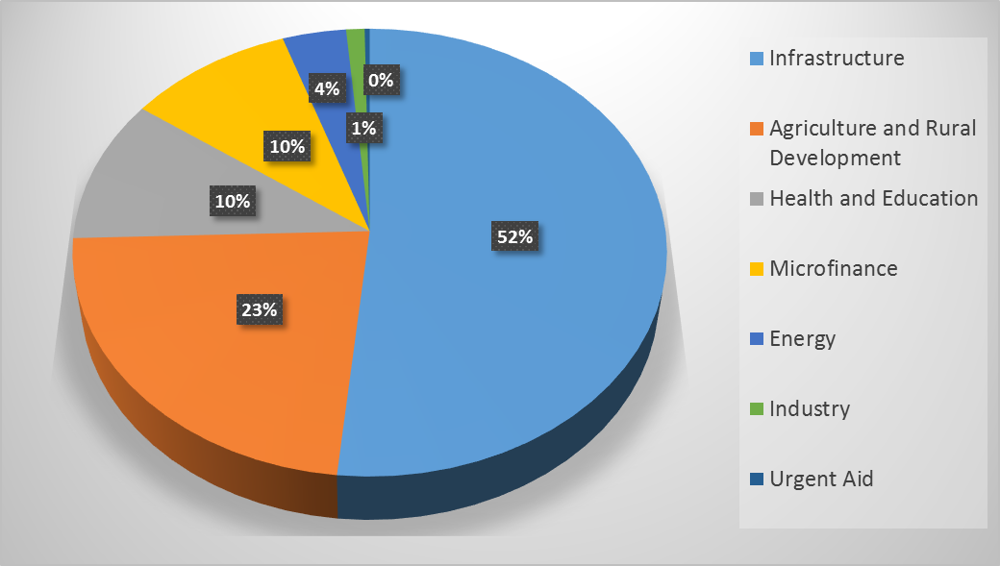 0%
4%
1%
10%
10%
52%
23%
Infrastructure
Agriculture and Rural
Development
Health and Education
Microfinance
Energy
Industry
Urgent Aid